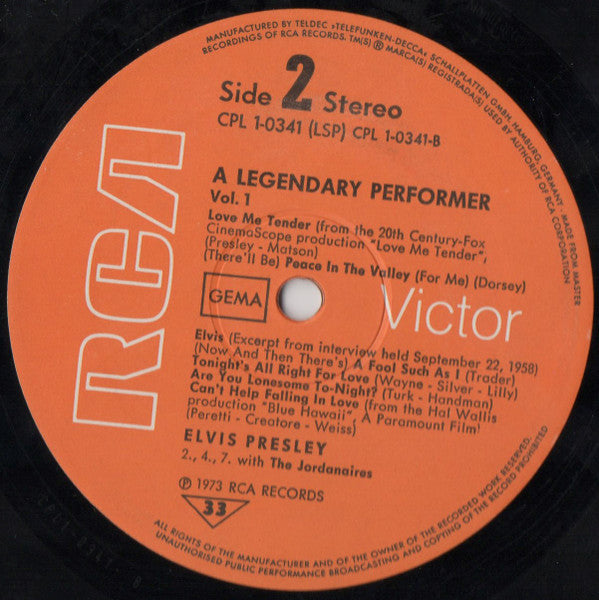 MANUFACTURED BY TELDEC »TELEFUNKEN-DECCA« SCHALLPLATTEN GMBH, HAMBURG, GERMANY · MADE FROM MASTER
RECORDINGS OF RCA RECORDS. TM(S) ® MARCA(S) REGISTRADA(S) USED BY AUTHORITY OF RCA CORPORATION
Side 2 Stereo
CPL 1-0341 (LSP) CPL 1-0341-B
RCA
A LEGENDARY PERFORMER
Vol. 1
Love Me Tender (from the 20th Century-Fox
CinemaScope production "Love Me Tender",
(Presley - Matson)
(There'll Be) Peace In The Valley (For Me) (Dorsey)
GEMA
Victor
Elvis (Excerpt from interview held September 22, 1958)
(Now And Then There's) A Fool Such As I (Trader)
Tonight's All Right For Love (Wayne - Silver - Lilly)
Are You Lonesome To-Night? (Turk - Handman)
Can't Help Falling In Love (from the Hal Wallis
production "Blue Hawaii", A Paramount Film)
(Peretti - Creatore - Weiss)
ELVIS PRESLEY
2., 4., 7. with The Jordanaires
℗ 1973 RCA RECORDS
33
ALL RIGHTS OF THE MANUFACTURER AND OF THE OWNER OF THE RECORDED WORK RESERVED.
UNAUTHORISED PUBLIC PERFORMANCE BROADCASTING AND COPYING OF THE RECORD PROHIBITED